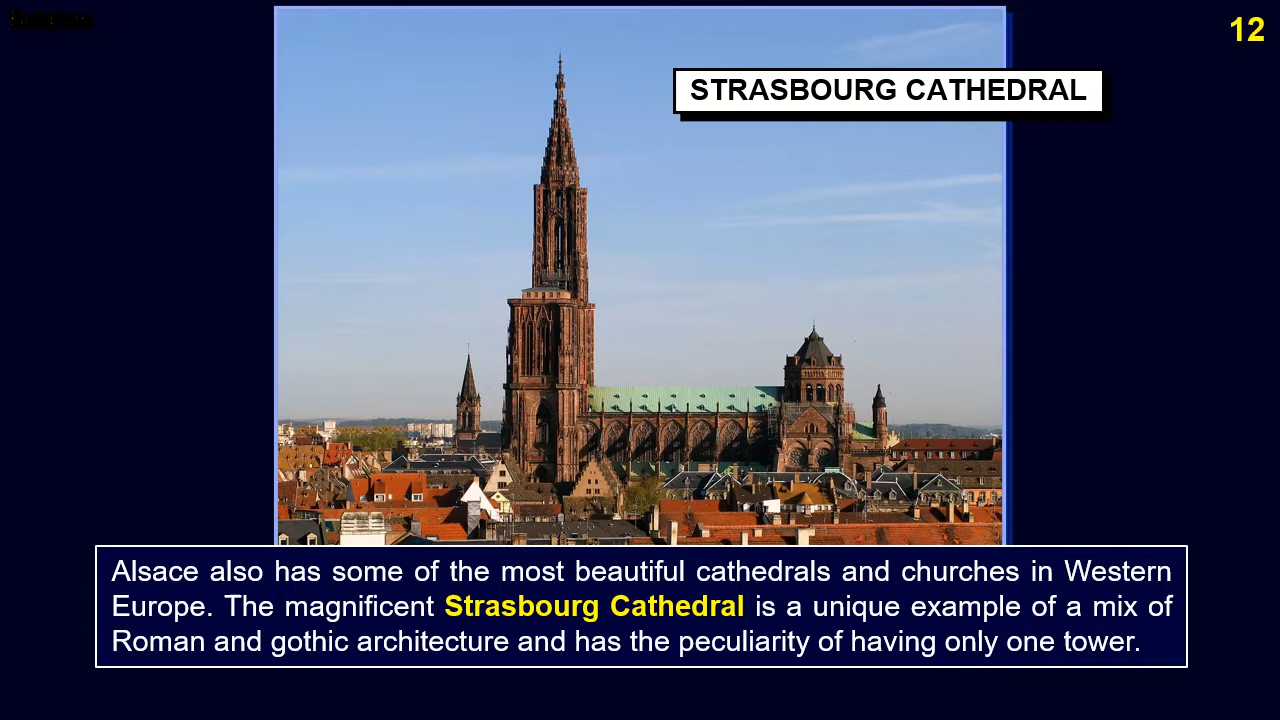 12
STRASBOURG CATHEDRAL
Alsace also has some of the most beautiful cathedrals and churches in Western
Europe. The magnificent Strasbourg Cathedral is a unique example of a mix of
Roman and gothic architecture and has the peculiarity of having only one tower.